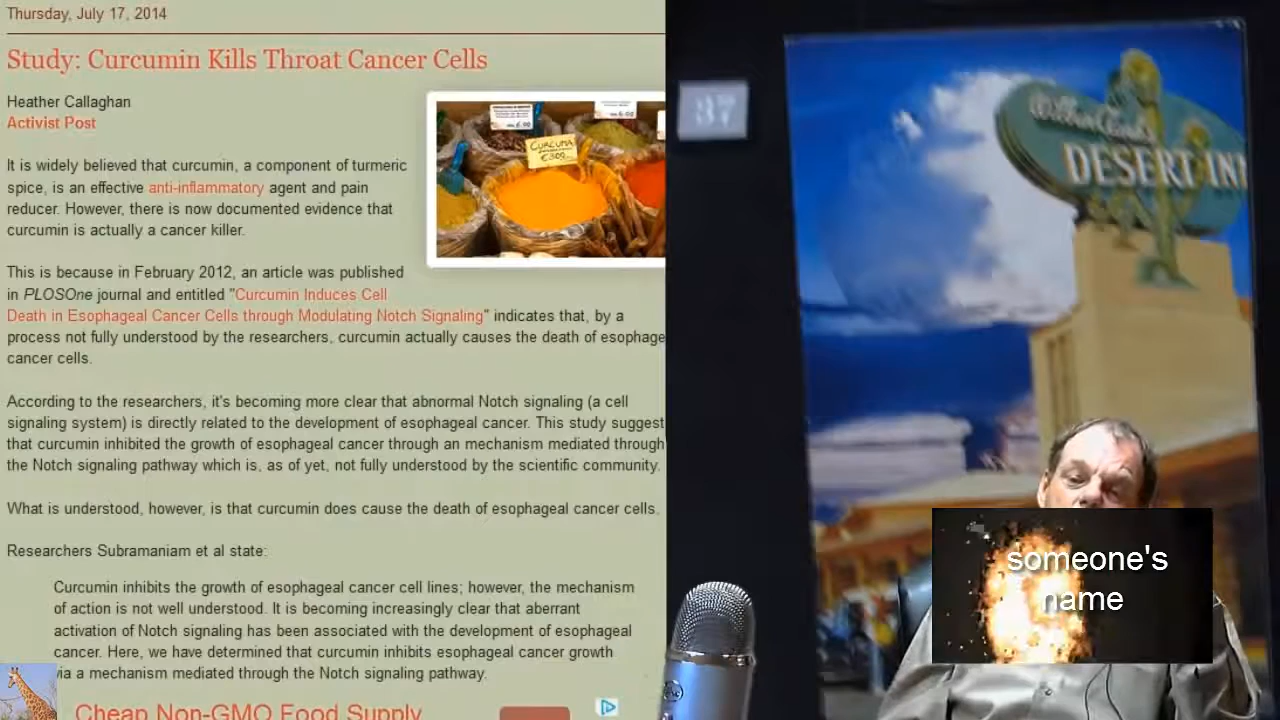 Thursday, July 17, 2014
Study: Curcumin Kills Throat Cancer Cells
Heather Callaghan
Activist Post
It is widely believed that curcumin, a component of turmeric
spice, is an effective anti-inflammatory agent and pain
reducer. However, there is now documented evidence that
curcumin is actually a cancer killer.
This is because in February 2012, an article was published
in PLOSOne journal and entitled "Curcumin Induces Cell
Death in Esophageal Cancer Cells through Modulating Notch Signaling" indicates that, by a
process not fully understood by the researchers, curcumin actually causes the death of esophage
cancer cells.
According to the researchers, it's becoming more clear that abnormal Notch signaling (a cell
signaling system) is directly related to the development of esophageal cancer. This study suggest
that curcumin inhibited the growth of esophageal cancer through an mechanism mediated through
the Notch signaling pathway which is, as of yet, not fully understood by the scientific community.
What is understood, however, is that curcumin does cause the death of esophageal cancer cells.
Researchers Subramaniam et al state:
Curcumin inhibits the growth of esophageal cancer cell lines; however, the mechanism
of action is not well understood. It is becoming increasingly clear that aberrant
activation of Notch signaling has been associated with the development of esophageal
cancer. Here, we have determined that curcumin inhibits esophageal cancer growth
via a mechanism mediated through the Notch signaling pathway.
Cheap Non-GMO Food Supply
CURCUMA
37
DESERT INN
someone's
name